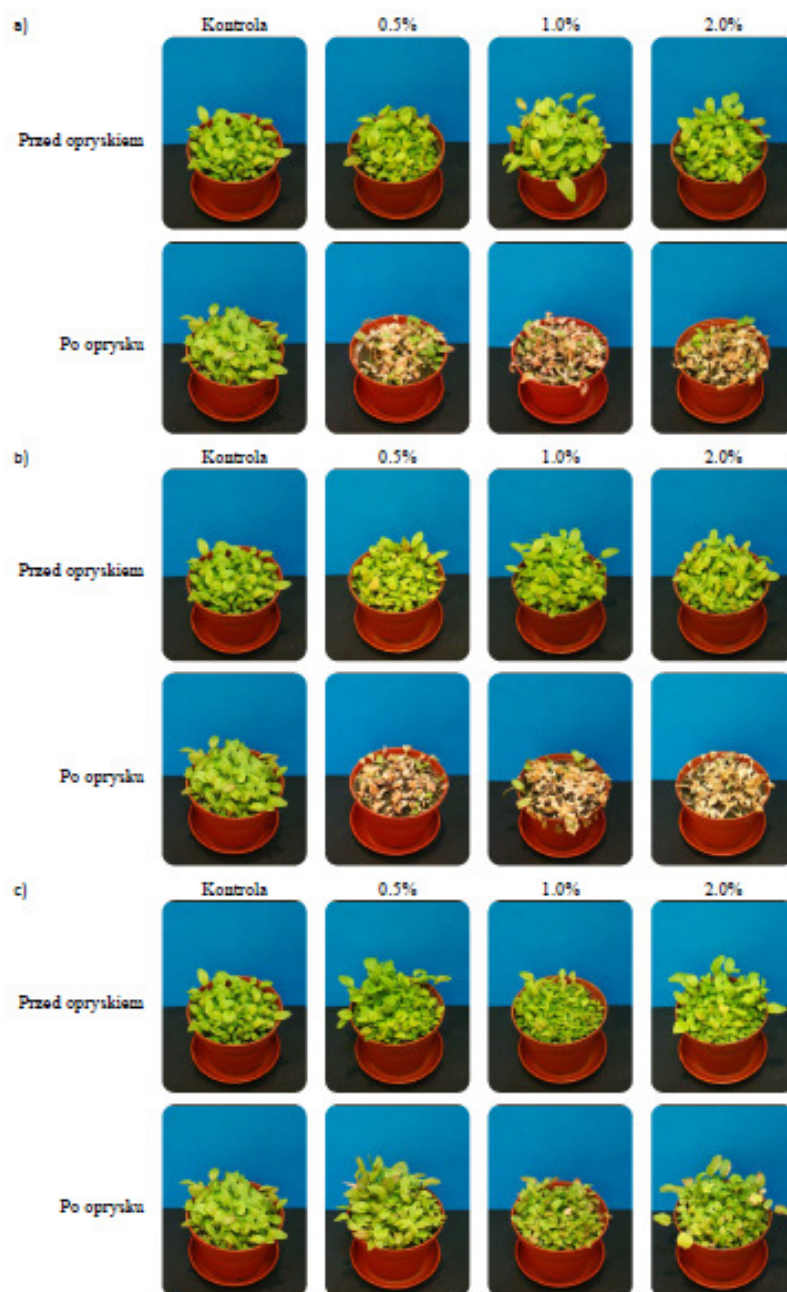 a) Kontrola 0.5% 1.0% 2.0%
Przed opryskiem
Po oprysku
b) Kontrola 0.5% 1.0% 2.0%
Przed opryskiem
Po oprysku
c) Kontrola 0.5% 1.0% 2.0%
Przed opryskiem
Po oprysku